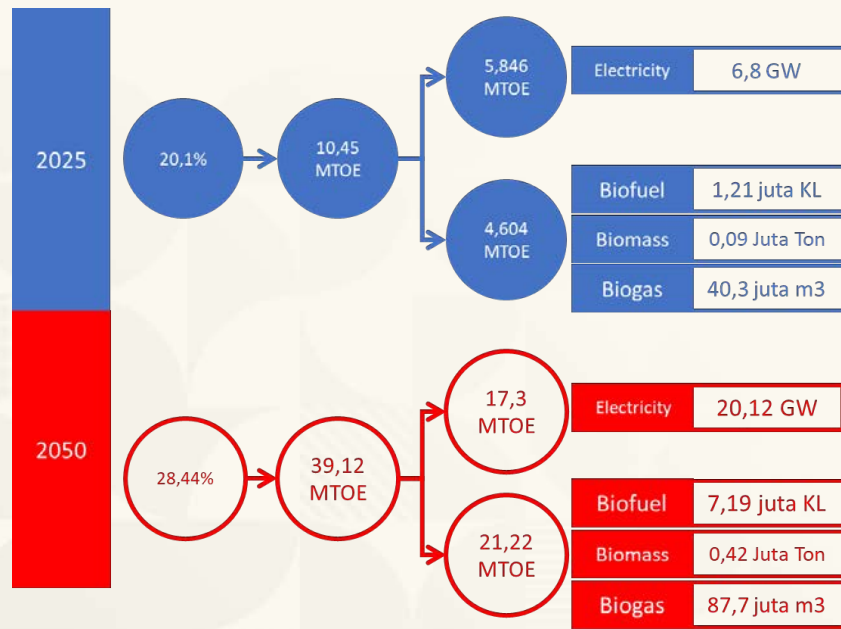 2025
20,1%
10,45
MTOE
5,846
MTOE
Electricity
6,8 GW
4,604
MTOE
Biofuel
1,21 juta KL
Biomass
0,09 Juta Ton
Biogas
40,3 juta m3
2050
28,44%
39,12
MTOE
17,3
MTOE
Electricity
20,12 GW
21,22
MTOE
Biofuel
7,19 juta KL
Biomass
0,42 Juta Ton
Biogas
87,7 juta m3